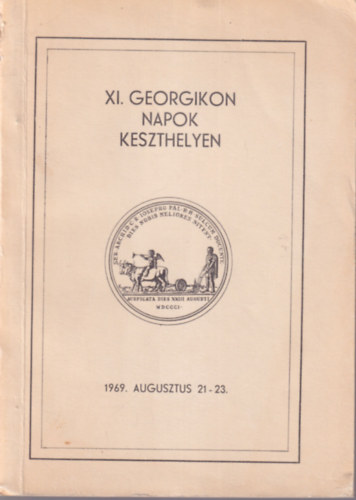 XI. GEORGIKON
NAPOK
KESZTHELYEN
MDCCCI
1969. AUGUSZTUS 21-23.